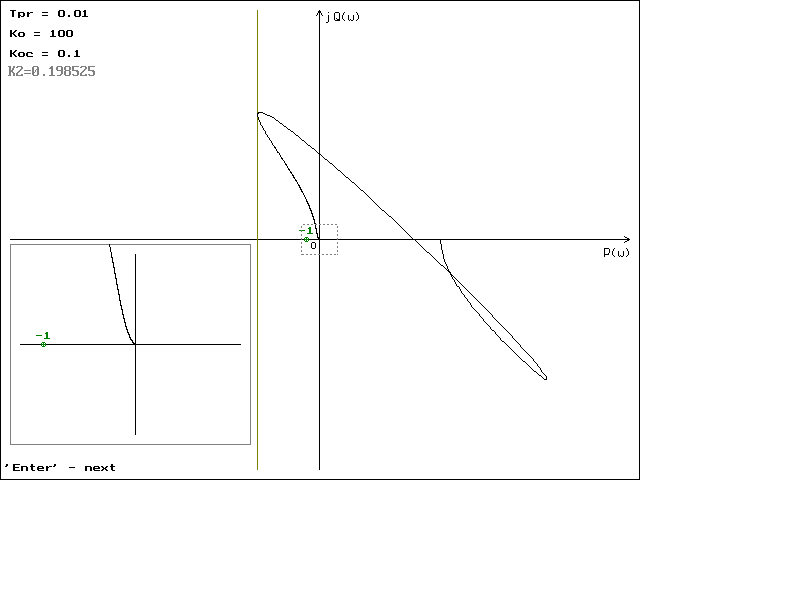 Tpr = 0.01
jQ(ω)
Ko = 100
Koc = 0.1
K2=0.198525
-1
0
P(ω)
-1
'Enter' - next